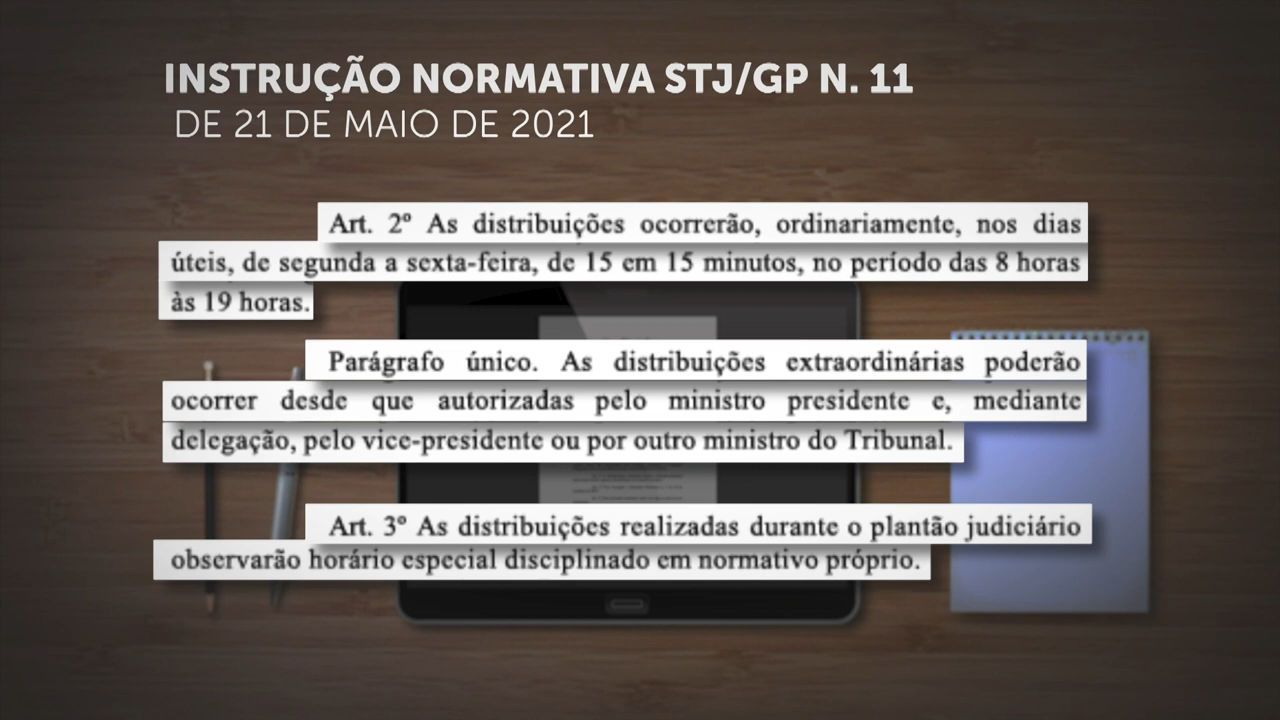 INSTRUÇÃO NORMATIVA STJ/GP N. 11
DE 21 DE MAIO DE 2021
Art. 2º As distribuições ocorrerão, ordinariamente, nos dias
úteis, de segunda a sexta-feira, de 15 em 15 minutos, no período das 8 horas
às 19 horas.
Parágrafo único. As distribuições extraordinárias poderão
ocorrer desde que autorizadas pelo ministro presidente e, mediante
delegação, pelo vice-presidente ou por outro ministro do Tribunal.
Art. 3º As distribuições realizadas durante o plantão judiciário
observarão horário especial disciplinado em normativo próprio.